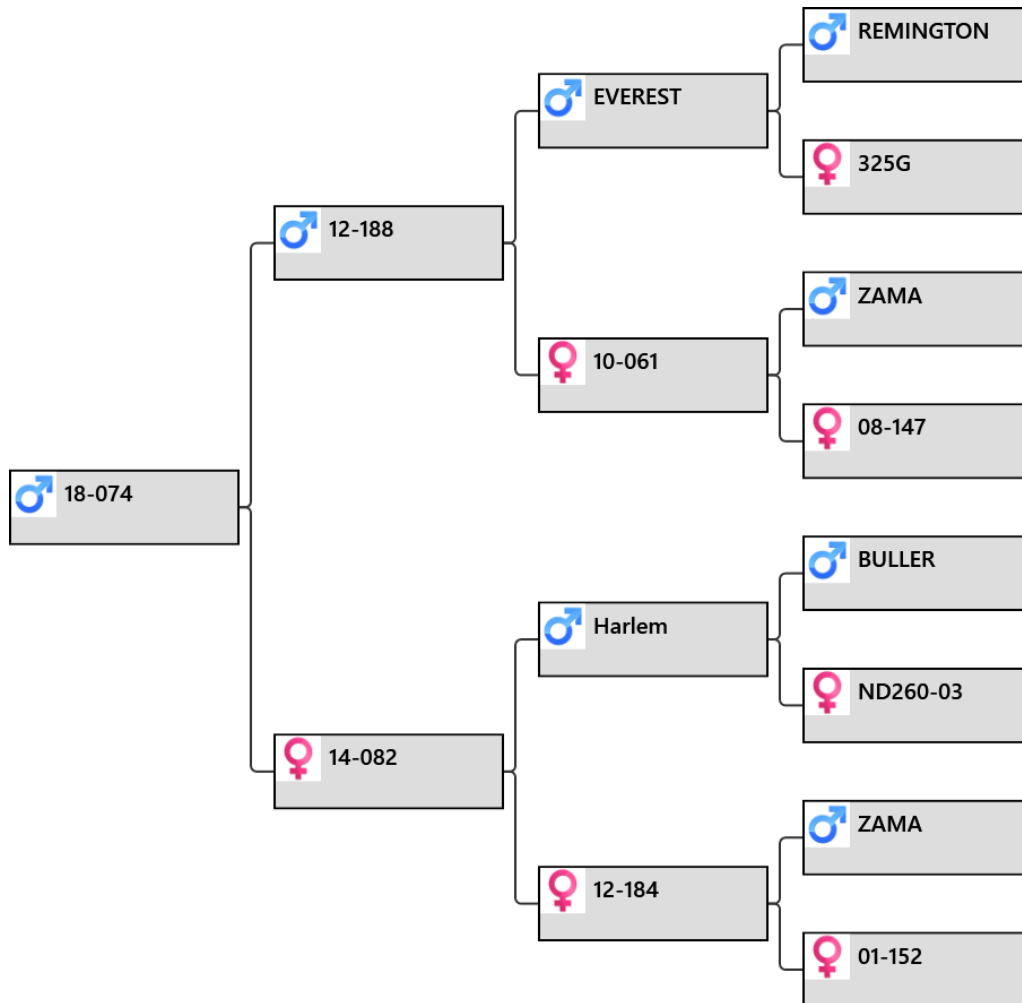 REMINGTON
EVEREST
325G
12-188
ZAMA
10-061
08-147
18-074
BULLER
Harlem
ND260-03
14-082
ZAMA
12-184
01-152